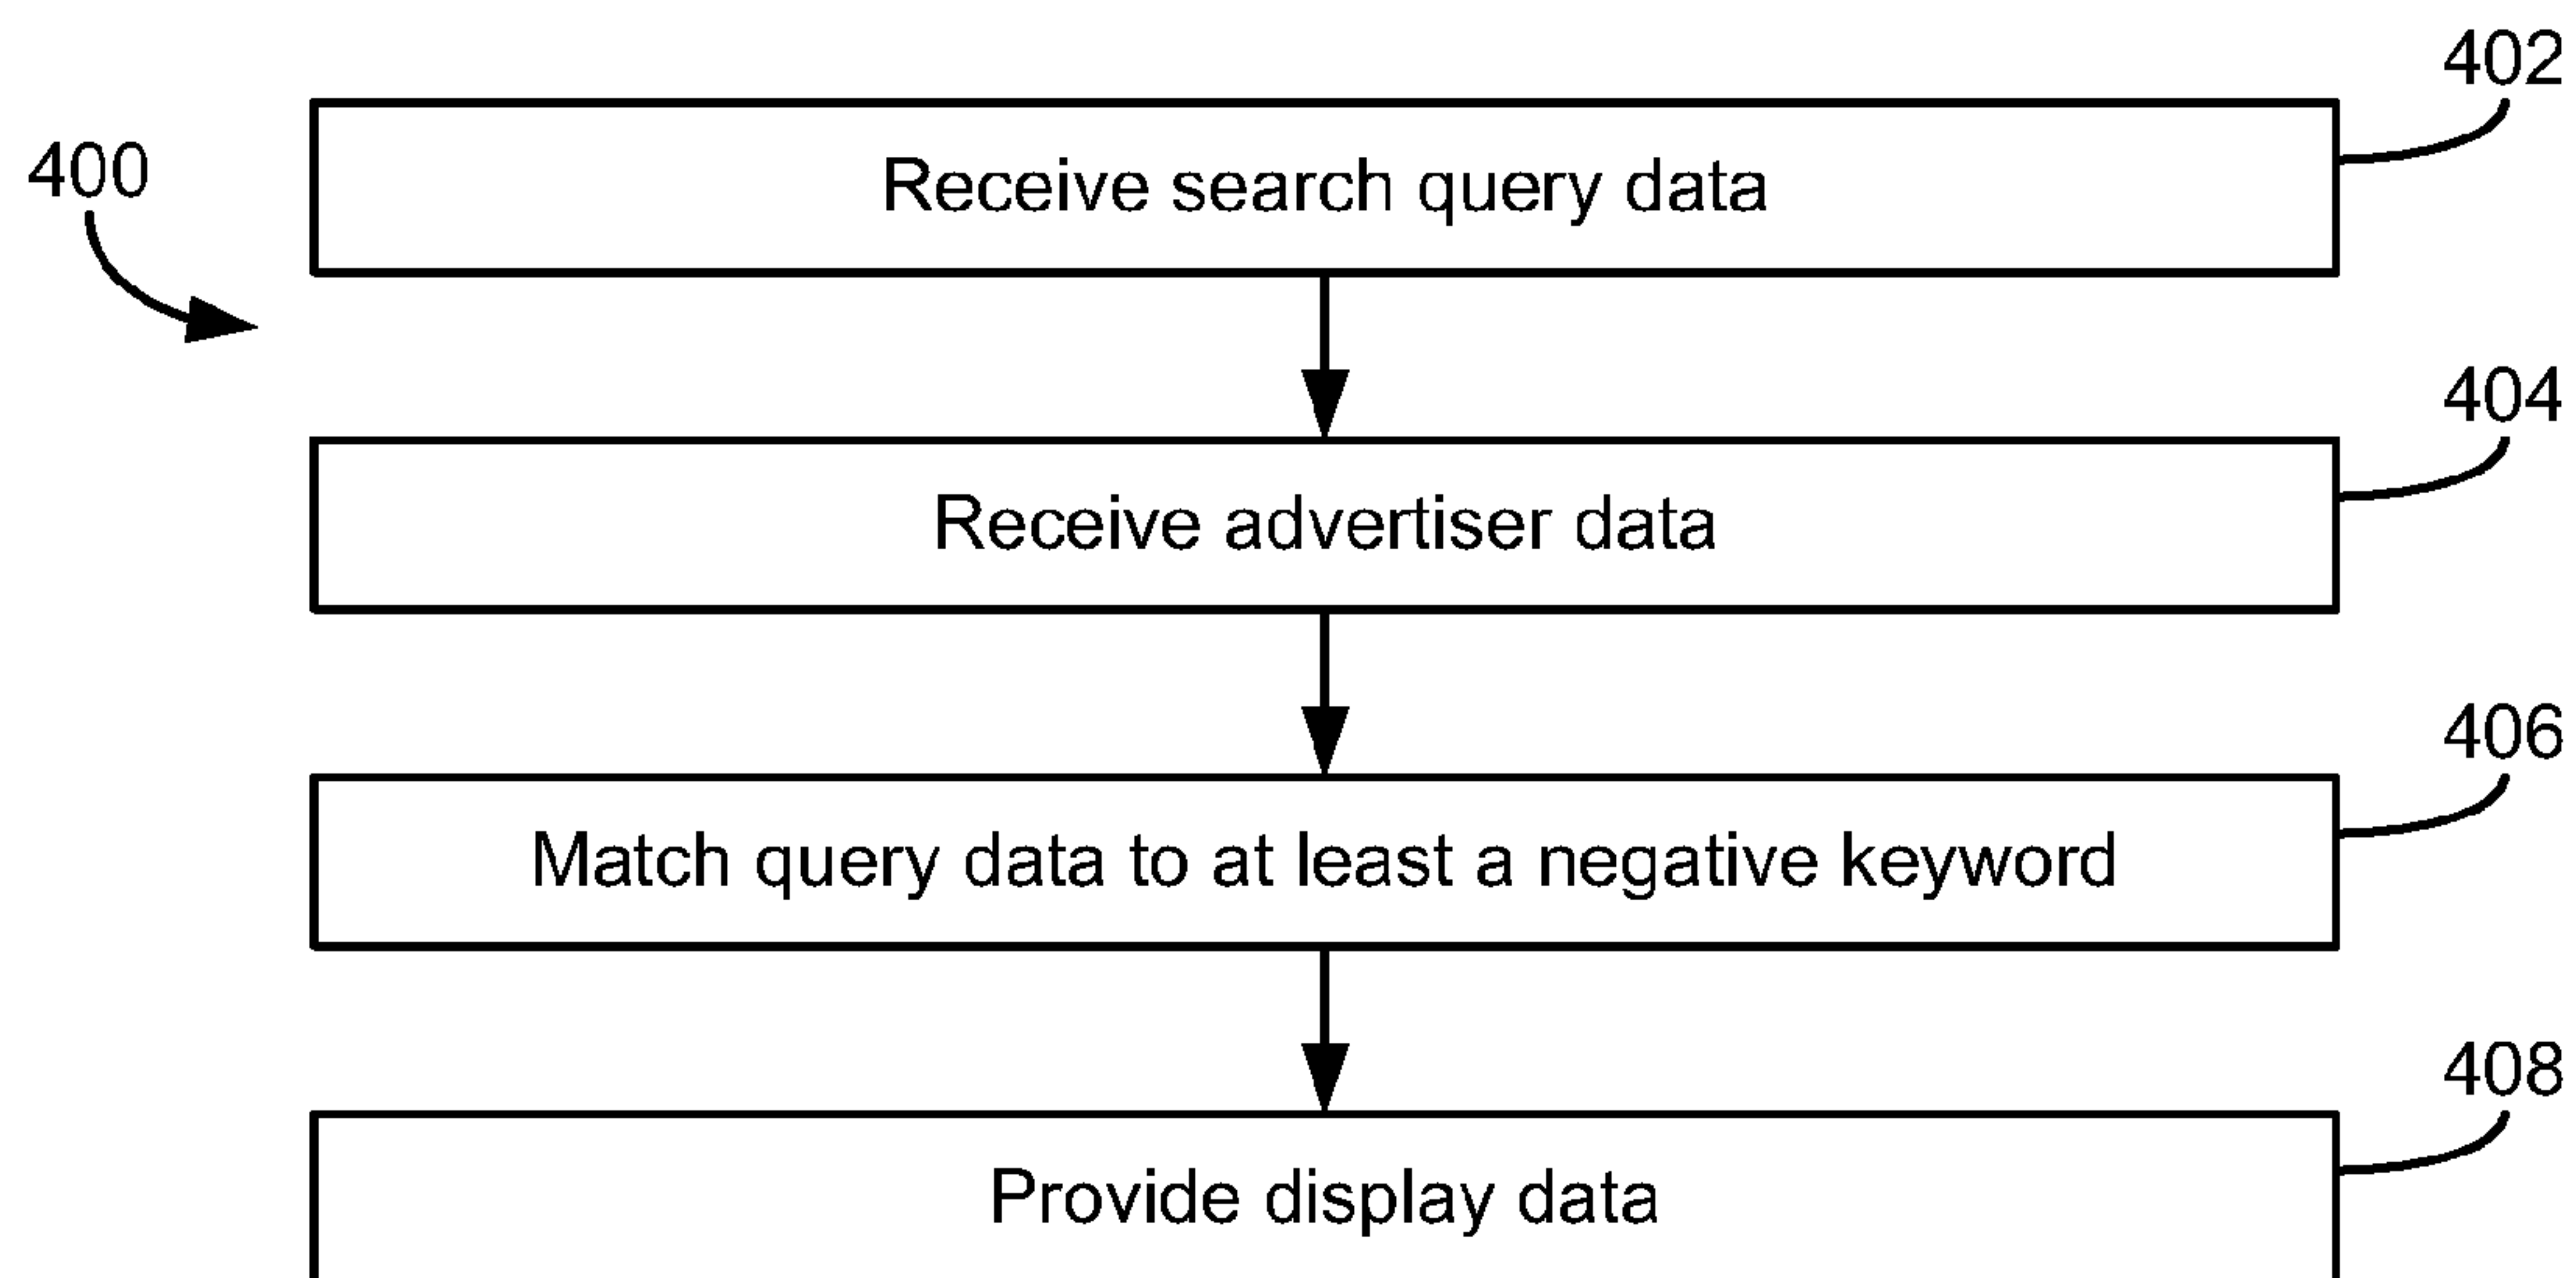 402
400
Receive search query data
404
Receive advertiser data
406
Match query data to at least a negative keyword
408
Provide display data